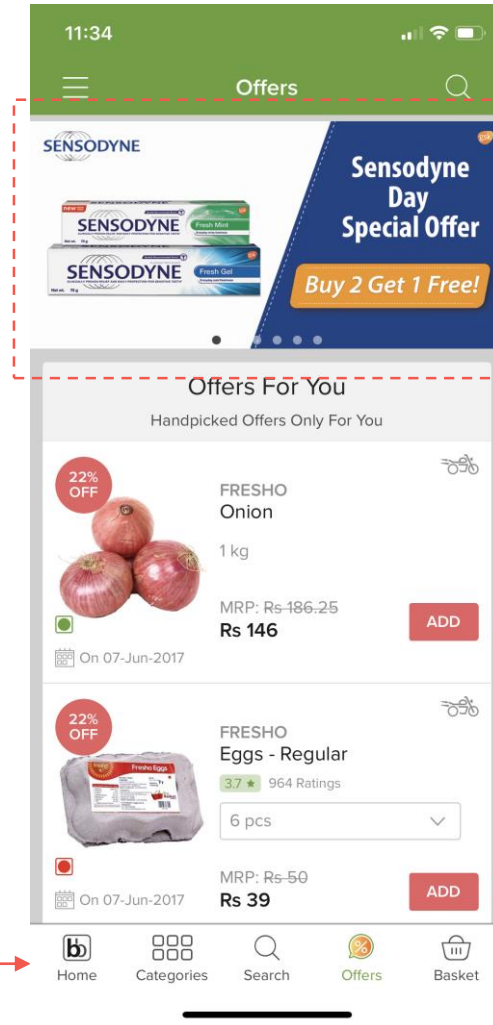 11:34
Offers
SENSODYNE
Sensodyne
Day
Special Offer
Buy 2 Get 1 Free!
SENSODYNE
Fresh Mint
SENSODYNE
Fresh Gel
Offers For You
Handpicked Offers Only For You
22%
OFF
FRESHO
Onion
1 kg
MRP: Rs 186.25
Rs 146
ADD
On 07-Jun-2017
22%
OFF
Fresho Eggs
FRESHO
Eggs - Regular
3.7 ★ 964 Ratings
6 pcs
MRP: Rs 50
Rs 39
ADD
On 07-Jun-2017
bb
%
Home Categories Search Offers Basket